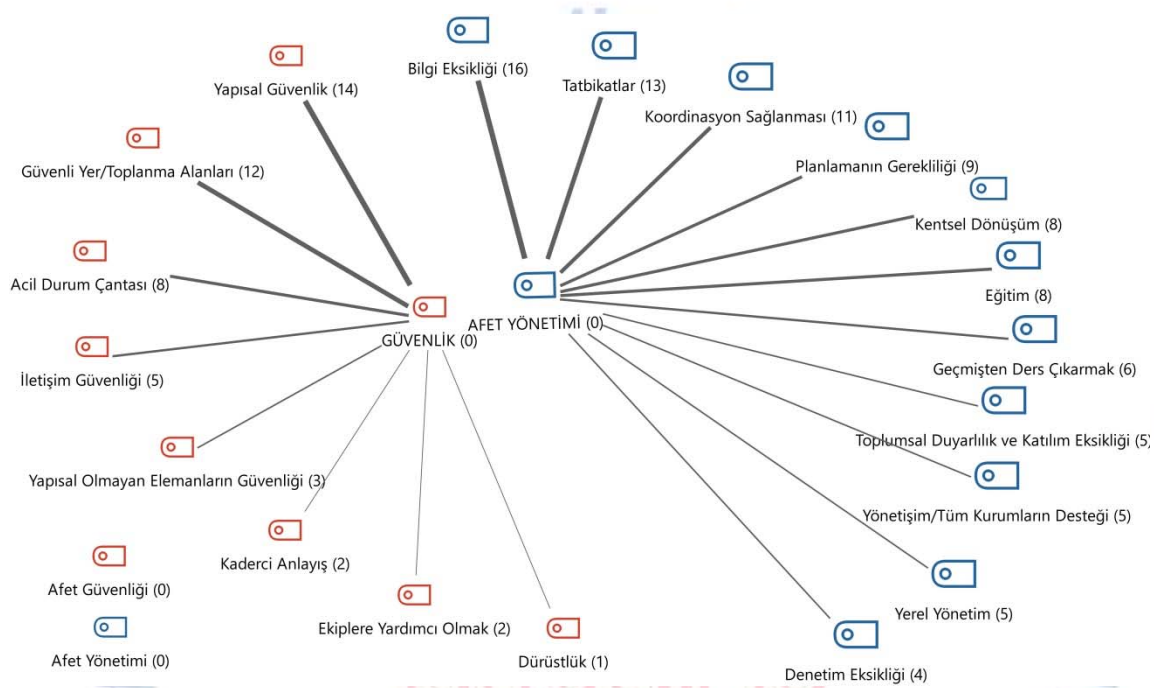 Bilgi Eksikliği (16)
Tatbikatlar (13)
Yapısal Güvenlik (14)
Koordinasyon Sağlanması (11)
Güvenli Yer/Toplanma Alanları (12)
Planlamanın Gerekliliği (9)
Kentsel Dönüşüm (8)
Acil Durum Çantası (8)
Eğitim (8)
AFET YÖNETİMİ (0)
GÜVENLİK (0)
Geçmişten Ders Çıkarmak (6)
İletişim Güvenliği (5)
Toplumsal Duyarlılık ve Katılım Eksikliği (5)
Yapısal Olmayan Elemanların Güvenliği (3)
Yönetişim/Tüm Kurumların Desteği (5)
Kaderci Anlayış (2)
Afet Güvenliği (0)
Yerel Yönetim (5)
Ekiplere Yardımcı Olmak (2)
Afet Yönetimi (0)
Dürüstlük (1)
Denetim Eksikliği (4)